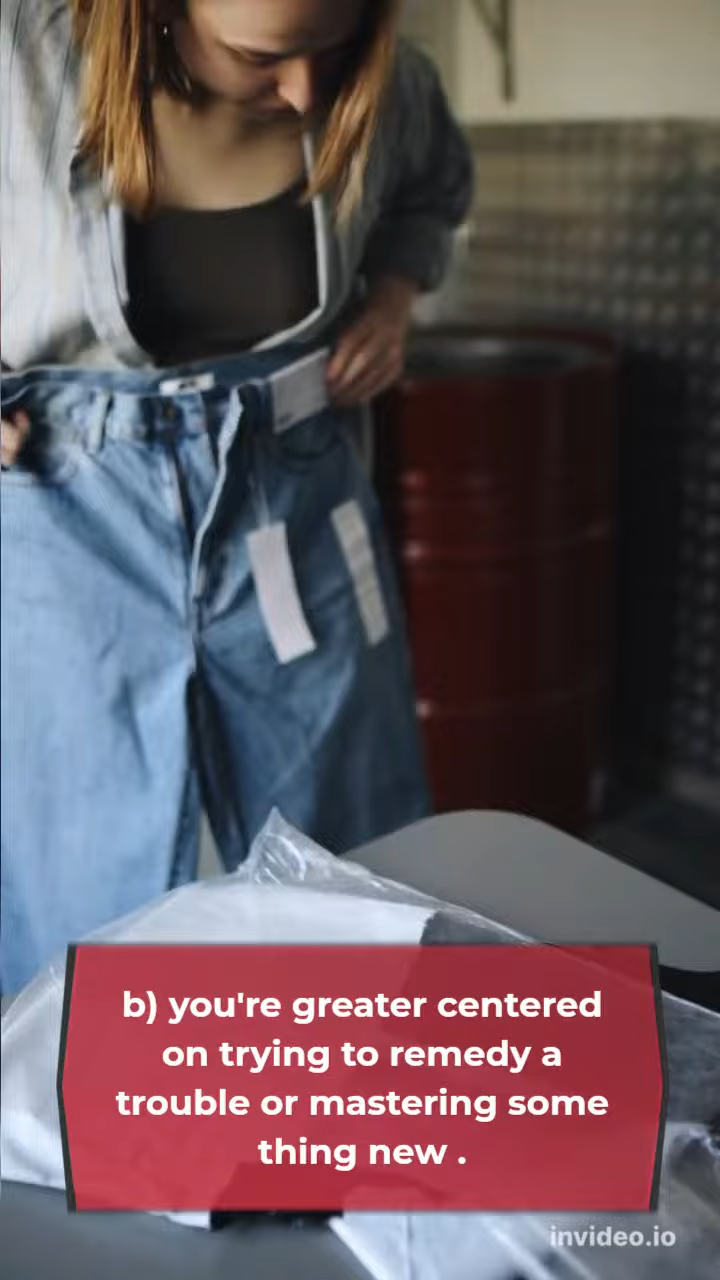 b) you're greater centered
on trying to remedy a
trouble or mastering some
thing new .
invideo.io